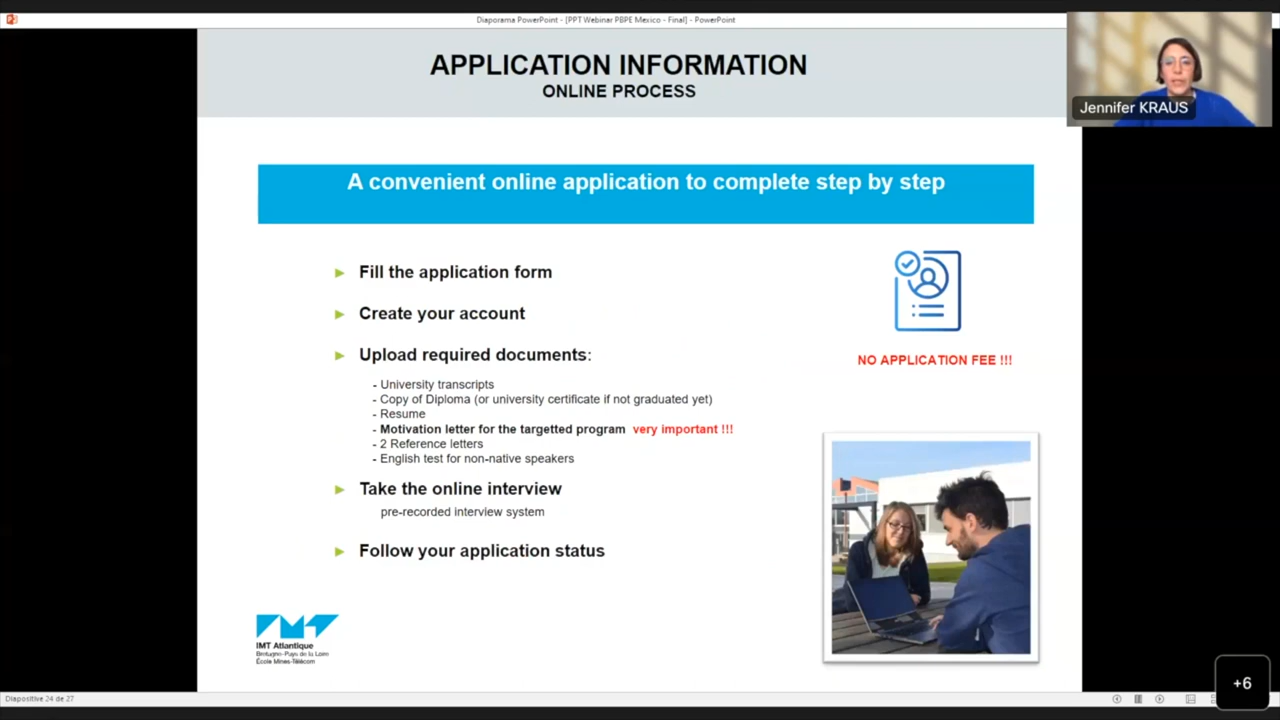 Diaporama PowerPoint - [PPT Webinar PBPE Mexico - Final] - PowerPoint
APPLICATION INFORMATION
ONLINE PROCESS
Jennifer KRAUS
A convenient online application to complete step by step
► Fill the application form
► Create your account
► Upload required documents:
- University transcripts
- Copy of Diploma (or university certificate if not graduated yet)
- Resume
- Motivation letter for the targetted program very important !!!
- 2 Reference letters
- English test for non-native speakers
► Take the online interview
pre-recorded interview system
► Follow your application status
NO APPLICATION FEE !!!
IMT
IMT Atlantique
Bretagne-Pays de la Loire
École Mines-Télécom
+6
Diapositive 24 de 27